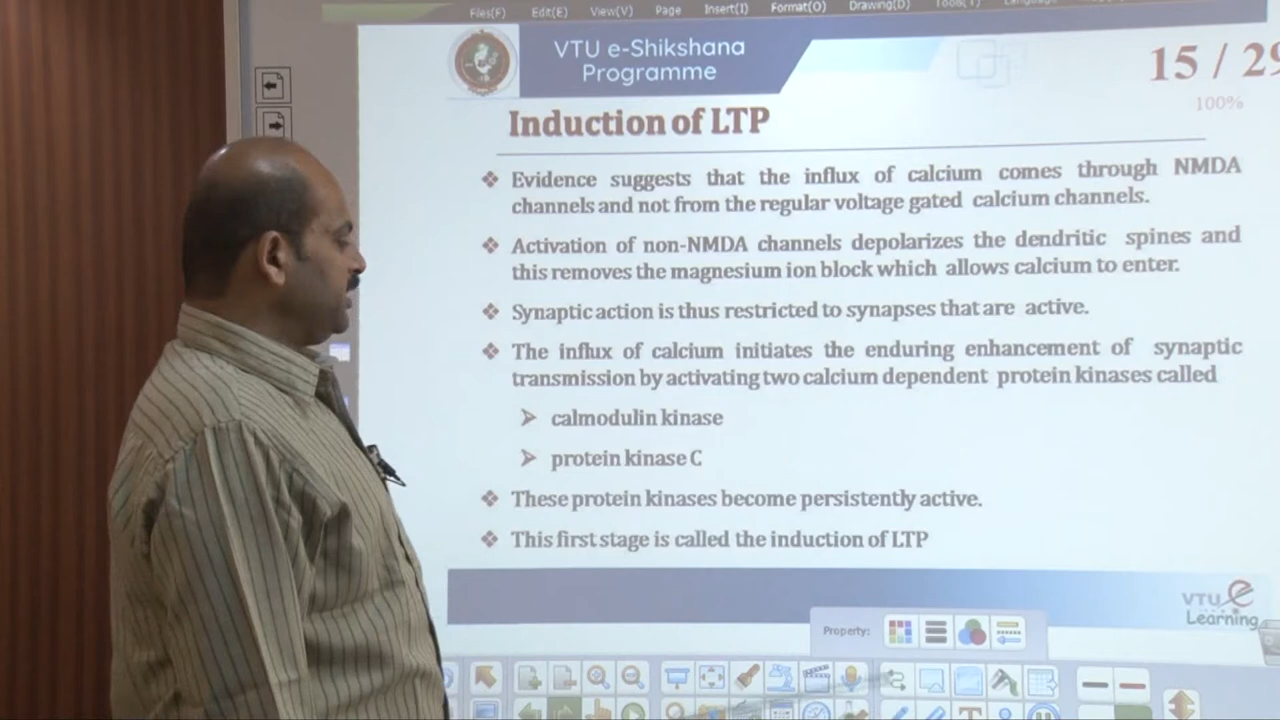 Files(F) Edit(E) View(V) Page Insert(I) Format(O) Drawing(D)
VTU e-Shikshana
Programme
15 / 29
100%
Induction of LTP
❖ Evidence suggests that the influx of calcium comes through NMDA
channels and not from the regular voltage gated calcium channels.
❖ Activation of non-NMDA channels depolarizes the dendritic spines and
this removes the magnesium ion block which allows calcium to enter.
❖ Synaptic action is thus restricted to synapses that are active.
❖ The influx of calcium initiates the enduring enhancement of synaptic
transmission by activating two calcium dependent protein kinases called
➢ calmodulin kinase
➢ protein kinase C
❖ These protein kinases become persistently active.
❖ This first stage is called the induction of LTP
VTU e
Learning
Property: